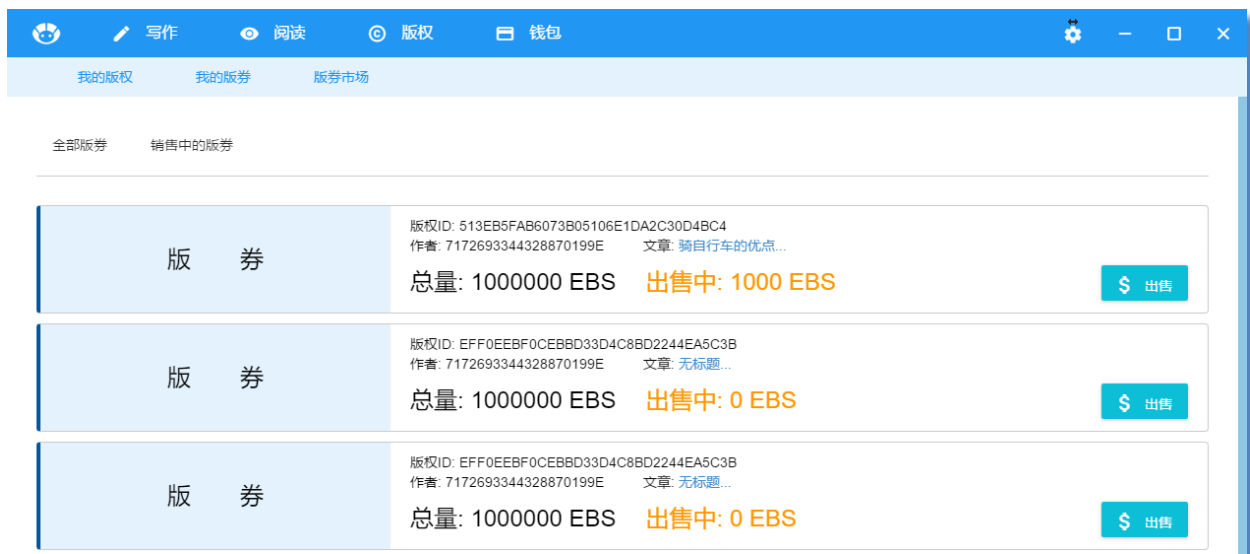 写作 阅读 版权 钱包
我的版权 我的版券 版券市场
全部版券 销售中的版券
版 券
版权ID: 513EB5FAB6073B05106E1DA2C30D4BC4
作者: 7172693344328870199E 文章: 骑自行车的优点...
总量: 1000000 EBS 出售中: 1000 EBS
$ 出售
版 券
版权ID: EFF0EEBF0CEBBD33D4C8BD2244EA5C3B
作者: 7172693344328870199E 文章: 无标题...
总量: 1000000 EBS 出售中: 0 EBS
$ 出售
版 券
版权ID: EFF0EEBF0CEBBD33D4C8BD2244EA5C3B
作者: 7172693344328870199E 文章: 无标题...
总量: 1000000 EBS 出售中: 0 EBS
$ 出售